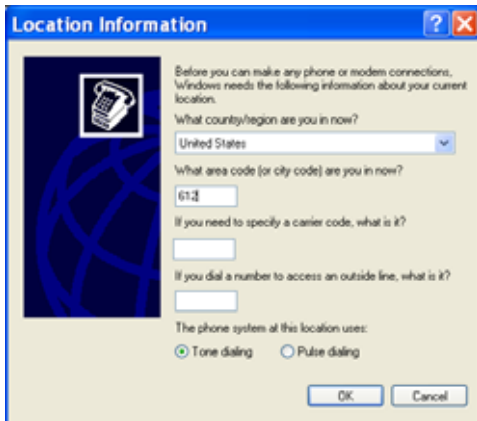 Location Information
Before you can make any phone or modem connections,
Windows needs the following information about your current
location.
What country/region are you in now?
United States
What area code (or city code) are you in now?
612
If you need to specify a carrier code, what is it?
If you dial a number to access an outside line, what is it?
The phone system at this location uses:
Tone dialing Pulse dialing
OK Cancel